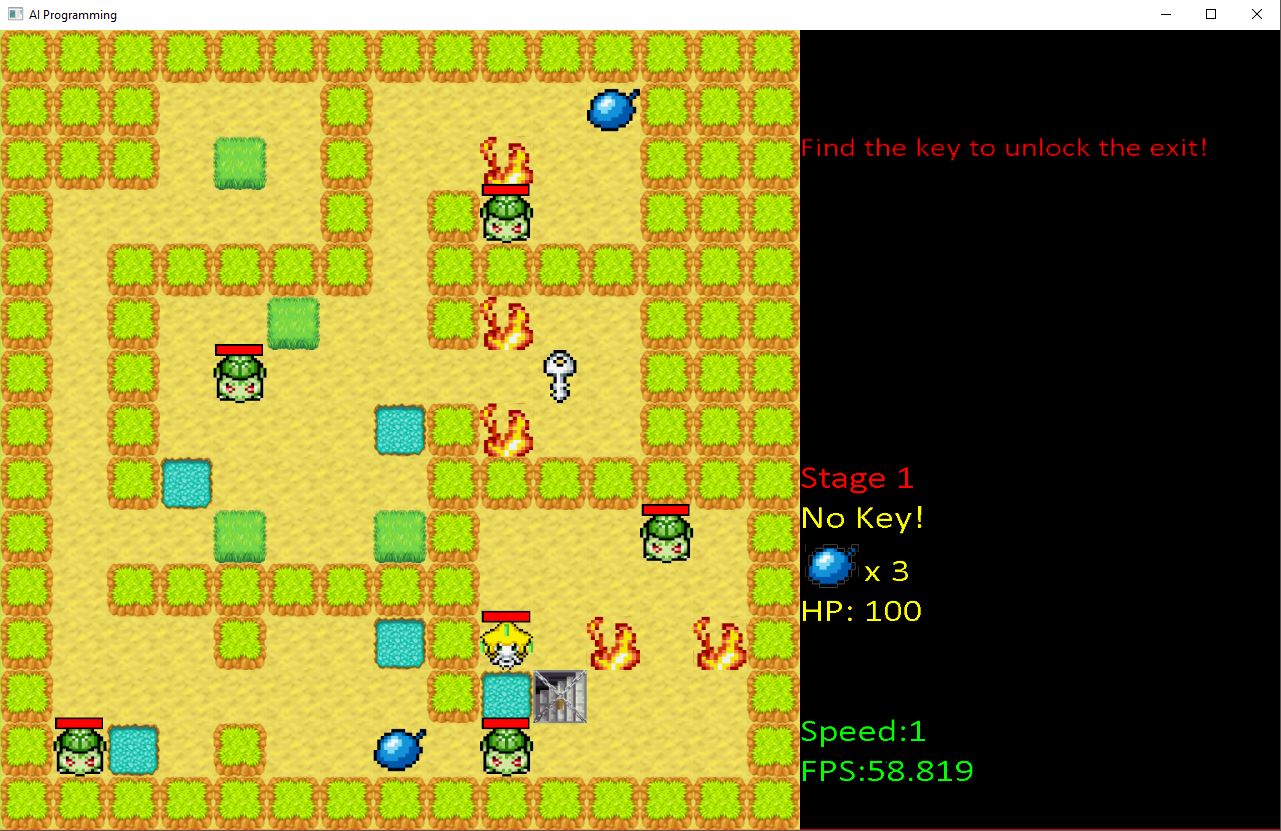 AI Programming
Find the key to unlock the exit!
Stage 1
No Key!
x 3
HP: 100
Speed:1
FPS:58.819